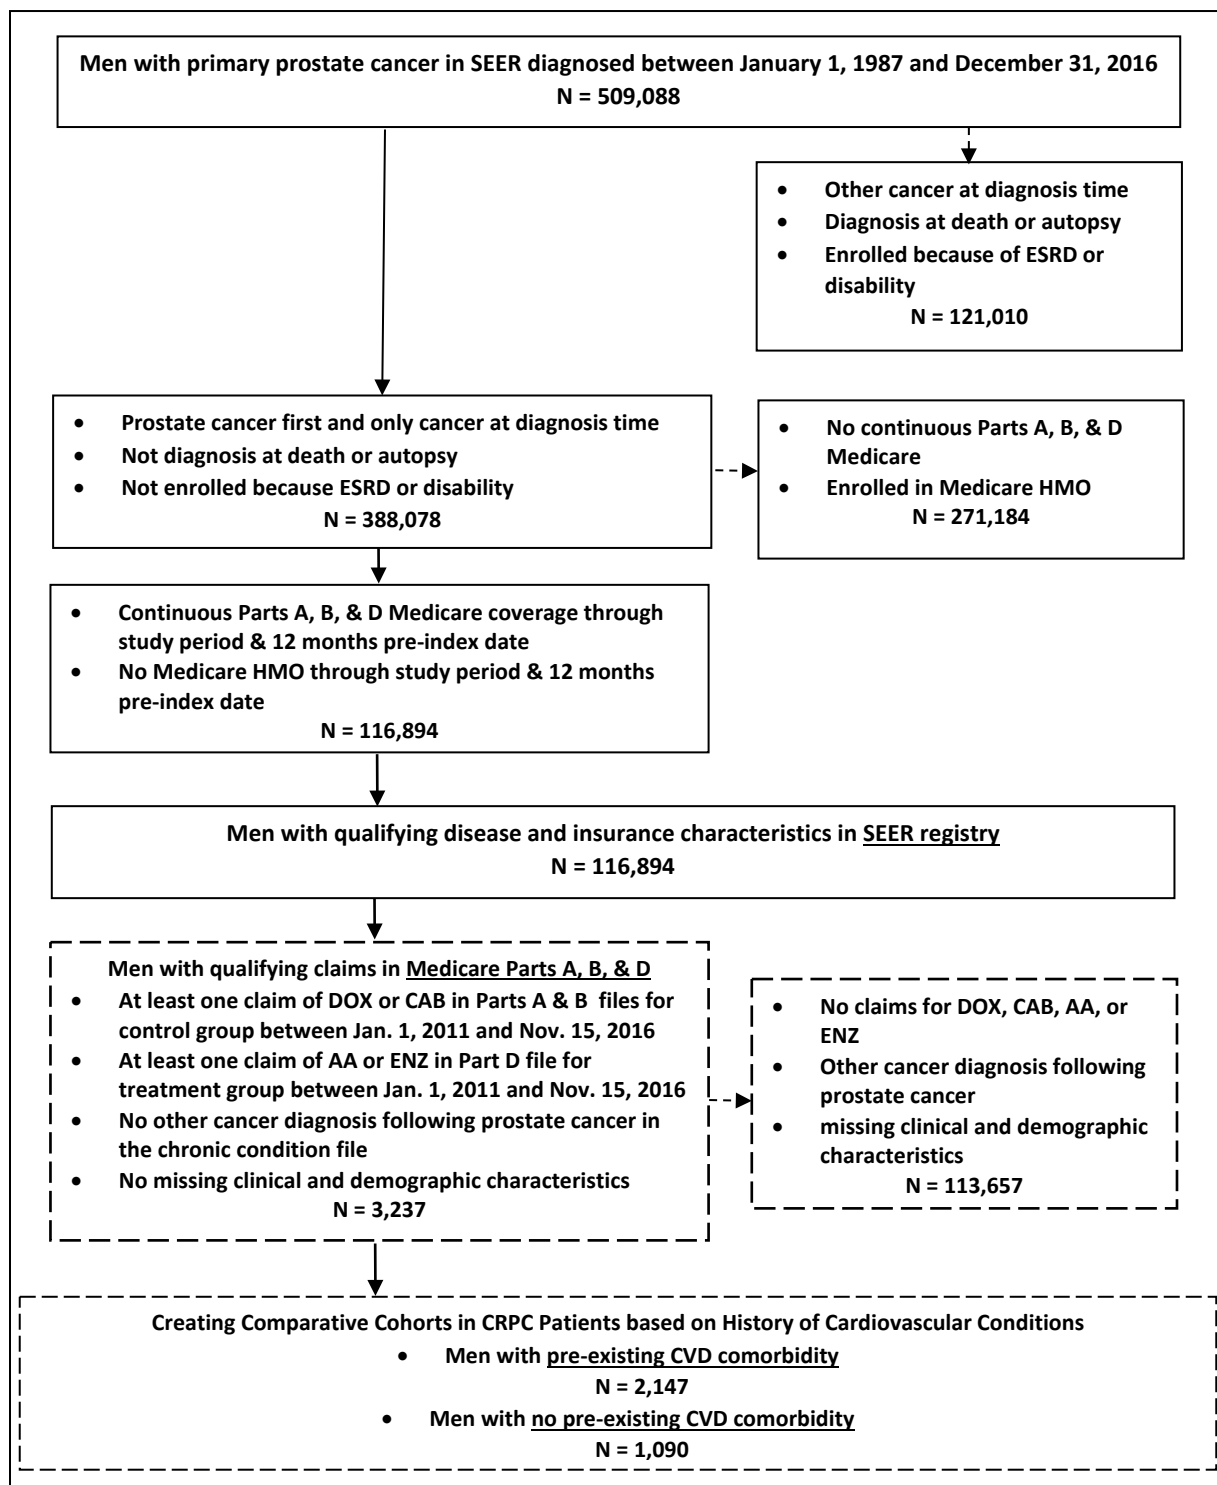 Men with primary prostate cancer in SEER diagnosed between January 1, 1987 and December 31, 2016
N = 509,088
• Other cancer at diagnosis time
• Diagnosis at death or autopsy
• Enrolled because of ESRD or
disability
N = 121,010
• Prostate cancer first and only cancer at diagnosis time
• Not diagnosis at death or autopsy
• Not enrolled because ESRD or disability
N = 388,078
• No continuous Parts A, B, & D
Medicare
• Enrolled in Medicare HMO
N = 271,184
• Continuous Parts A, B, & D Medicare coverage through
study period & 12 months pre-index date
• No Medicare HMO through study period & 12 months
pre-index date
N = 116,894
Men with qualifying disease and insurance characteristics in SEER registry
N = 116,894
Men with qualifying claims in Medicare Parts A, B, & D
• At least one claim of DOX or CAB in Parts A & B files for
control group between Jan. 1, 2011 and Nov. 15, 2016
• At least one claim of AA or ENZ in Part D file for
treatment group between Jan. 1, 2011 and Nov. 15, 2016
• No other cancer diagnosis following prostate cancer in
the chronic condition file
• No missing clinical and demographic characteristics
N = 3,237
• No claims for DOX, CAB, AA, or
ENZ
• Other cancer diagnosis following
prostate cancer
• missing clinical and demographic
characteristics
N = 113,657
Creating Comparative Cohorts in CRPC Patients based on History of Cardiovascular Conditions
• Men with pre-existing CVD comorbidity
N = 2,147
• Men with no pre-existing CVD comorbidity
N = 1,090